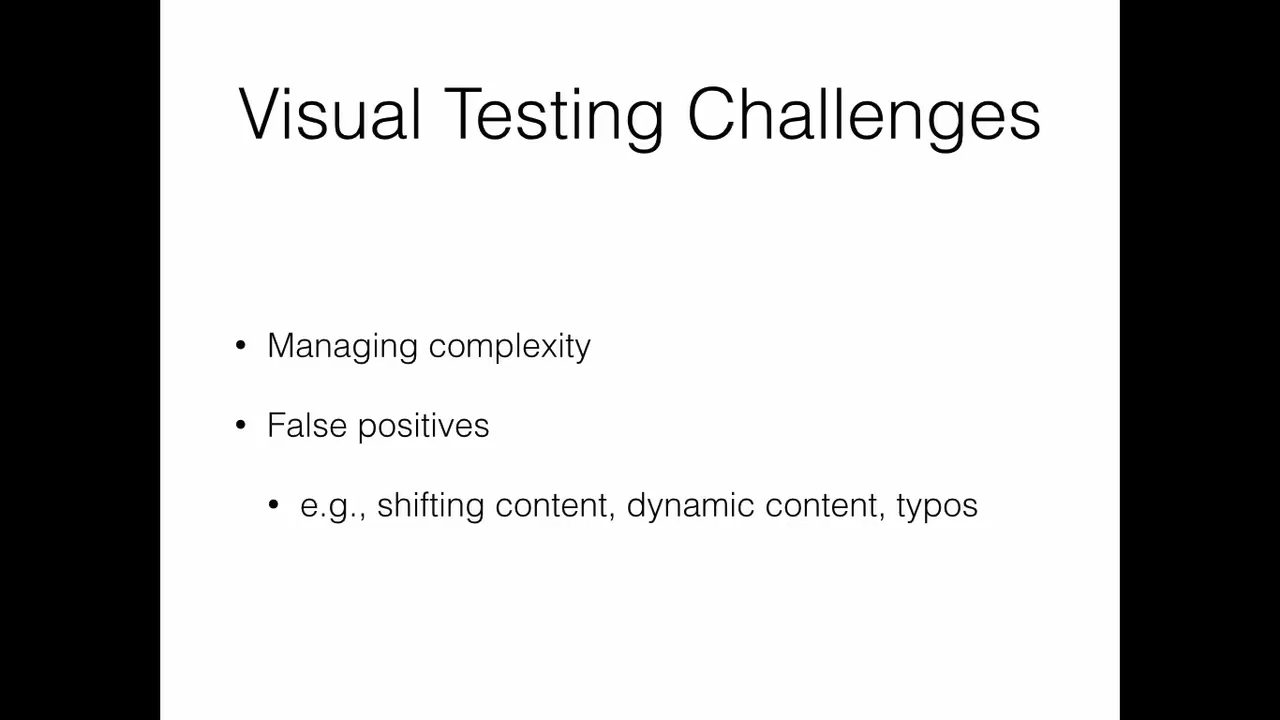 Visual Testing Challenges
• Managing complexity
• False positives
• e.g., shifting content, dynamic content, typos